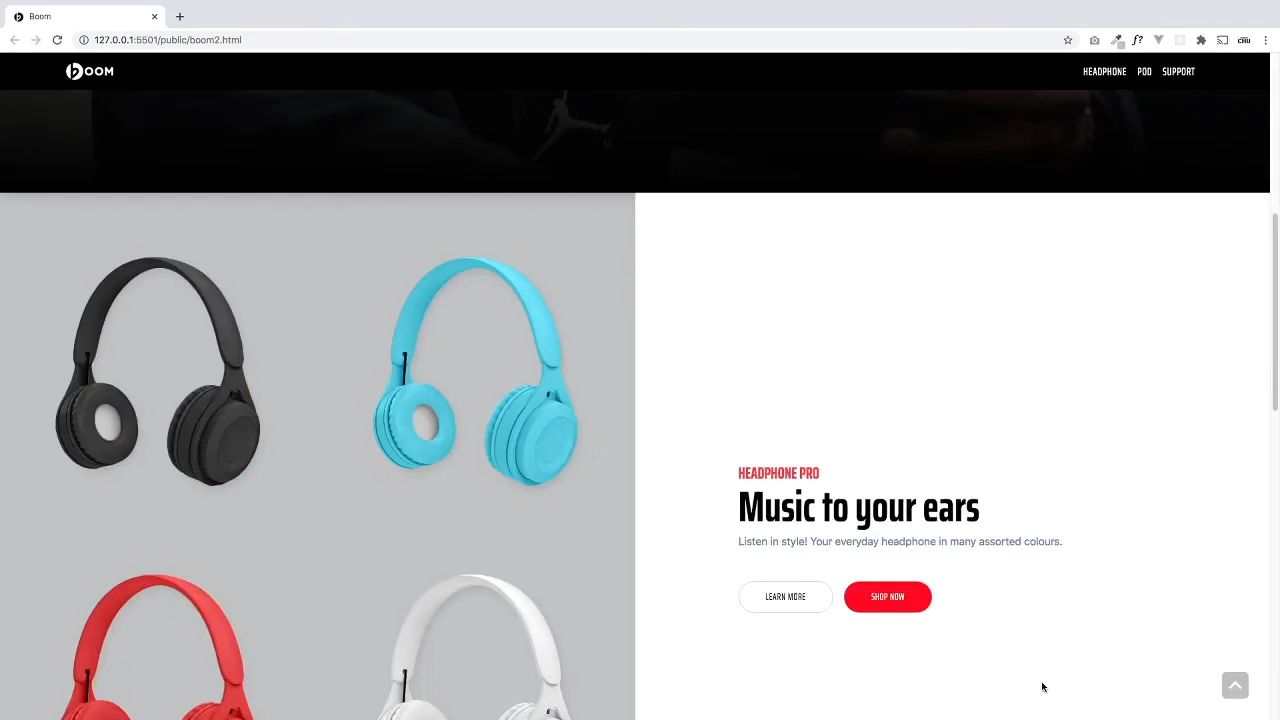 Boom
127.0.0.1:5501/public/boom2.html
f?
bOOM
HEADPHONE POD SUPPORT
HEADPHONE PRO
Music to your ears
Listen in style! Your everyday headphone in many assorted colours.
LEARN MORE
SHOP NOW